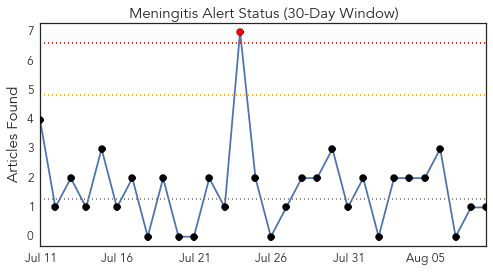 Meningitis Alert Status (30-Day Window)
Articles Found
7
6
5
4
3
2
1
0
Jul 11 Jul 16 Jul 21 Jul 26 Jul 31 Aug 05